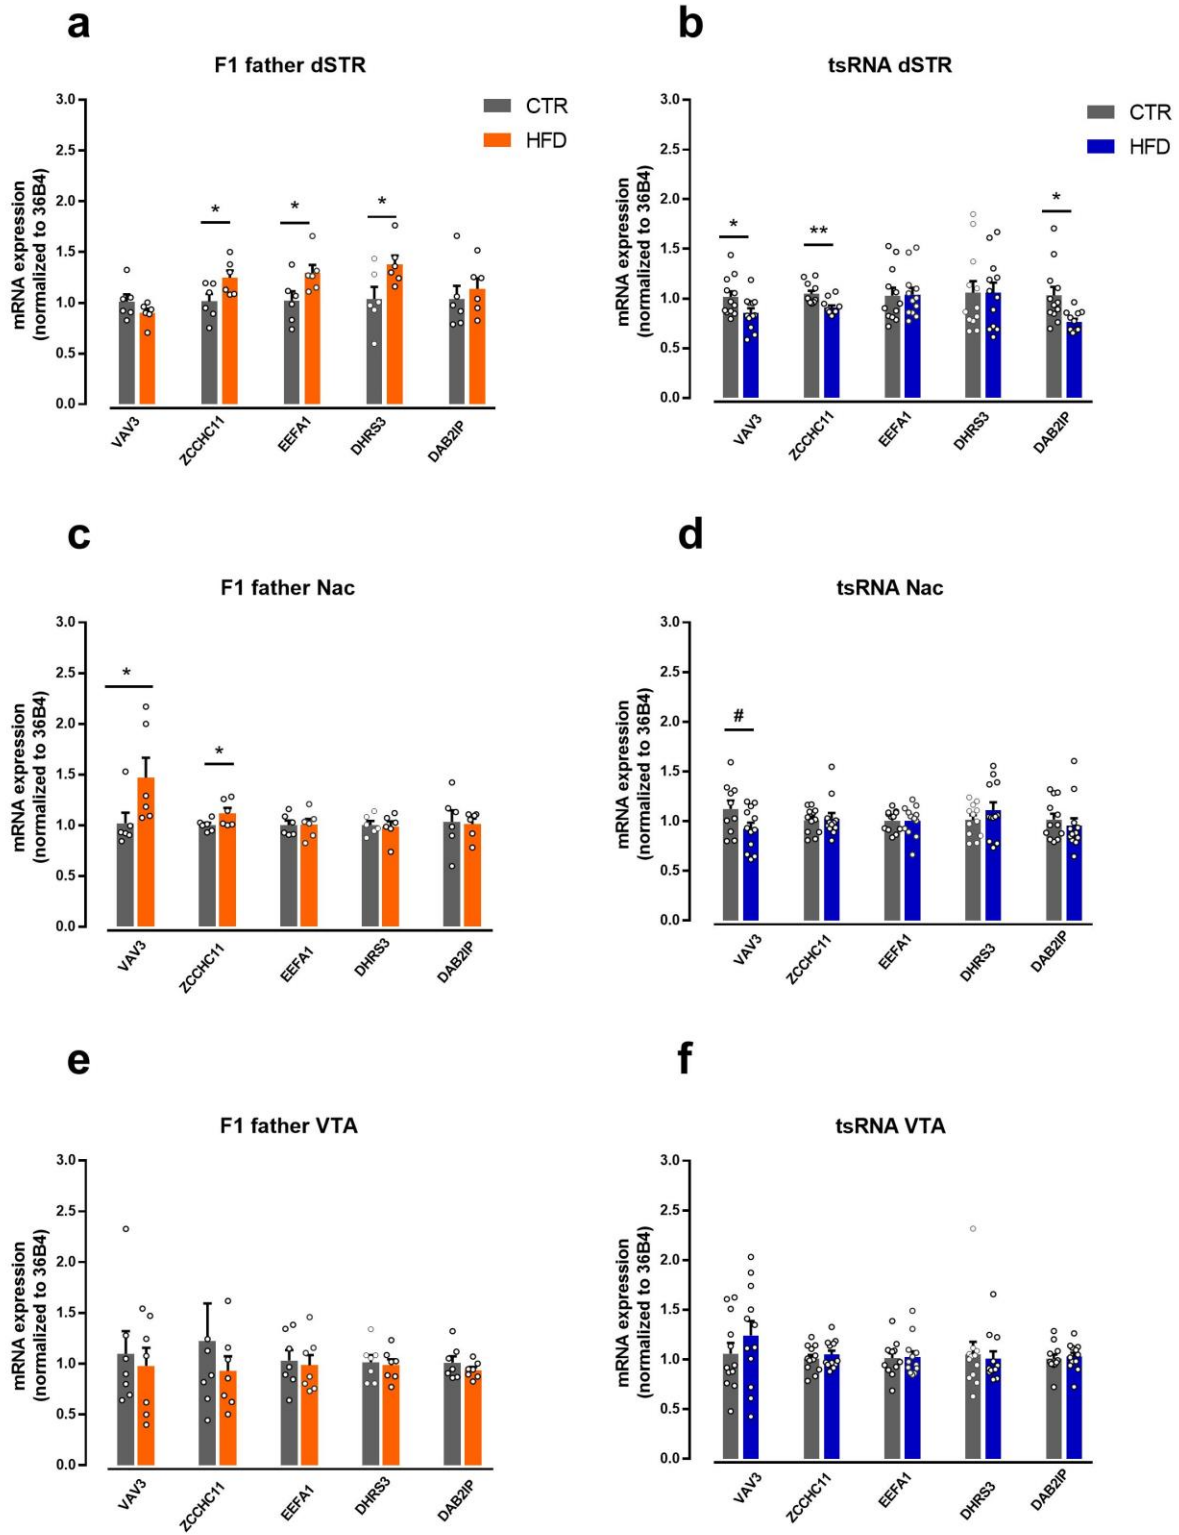 a
F1 father dSTR
mRNA expression
(normalized to 36B4)
3.0
2.5
2.0
1.5
1.0
0.5
0.0
CTR
HFD
*
*
*
VAV3
ZCCHC11
EEFA1
DHRS3
DAB2IP
b
tsRNA dSTR
mRNA expression
(normalized to 36B4)
3.0
2.5
2.0
1.5
1.0
0.5
0.0
CTR
HFD
*
**
*
VAV3
ZCCHC11
EEFA1
DHRS3
DAB2IP
c
F1 father Nac
mRNA expression
(normalized to 36B4)
3.0
2.5
2.0
1.5
1.0
0.5
0.0
*
*
VAV3
ZCCHC11
EEFA1
DHRS3
DAB2IP
d
tsRNA Nac
mRNA expression
(normalized to 36B4)
3.0
2.5
2.0
1.5
1.0
0.5
0.0
#
VAV3
ZCCHC11
EEFA1
DHRS3
DAB2IP
e
F1 father VTA
mRNA expression
(normalized to 36B4)
3.0
2.5
2.0
1.5
1.0
0.5
0.0
VAV3
ZCCHC11
EEFA1
DHRS3
DAB2IP
f
tsRNA VTA
mRNA expression
(normalized to 36B4)
3.0
2.5
2.0
1.5
1.0
0.5
0.0
VAV3
ZCCHC11
EEFA1
DHRS3
DAB2IP